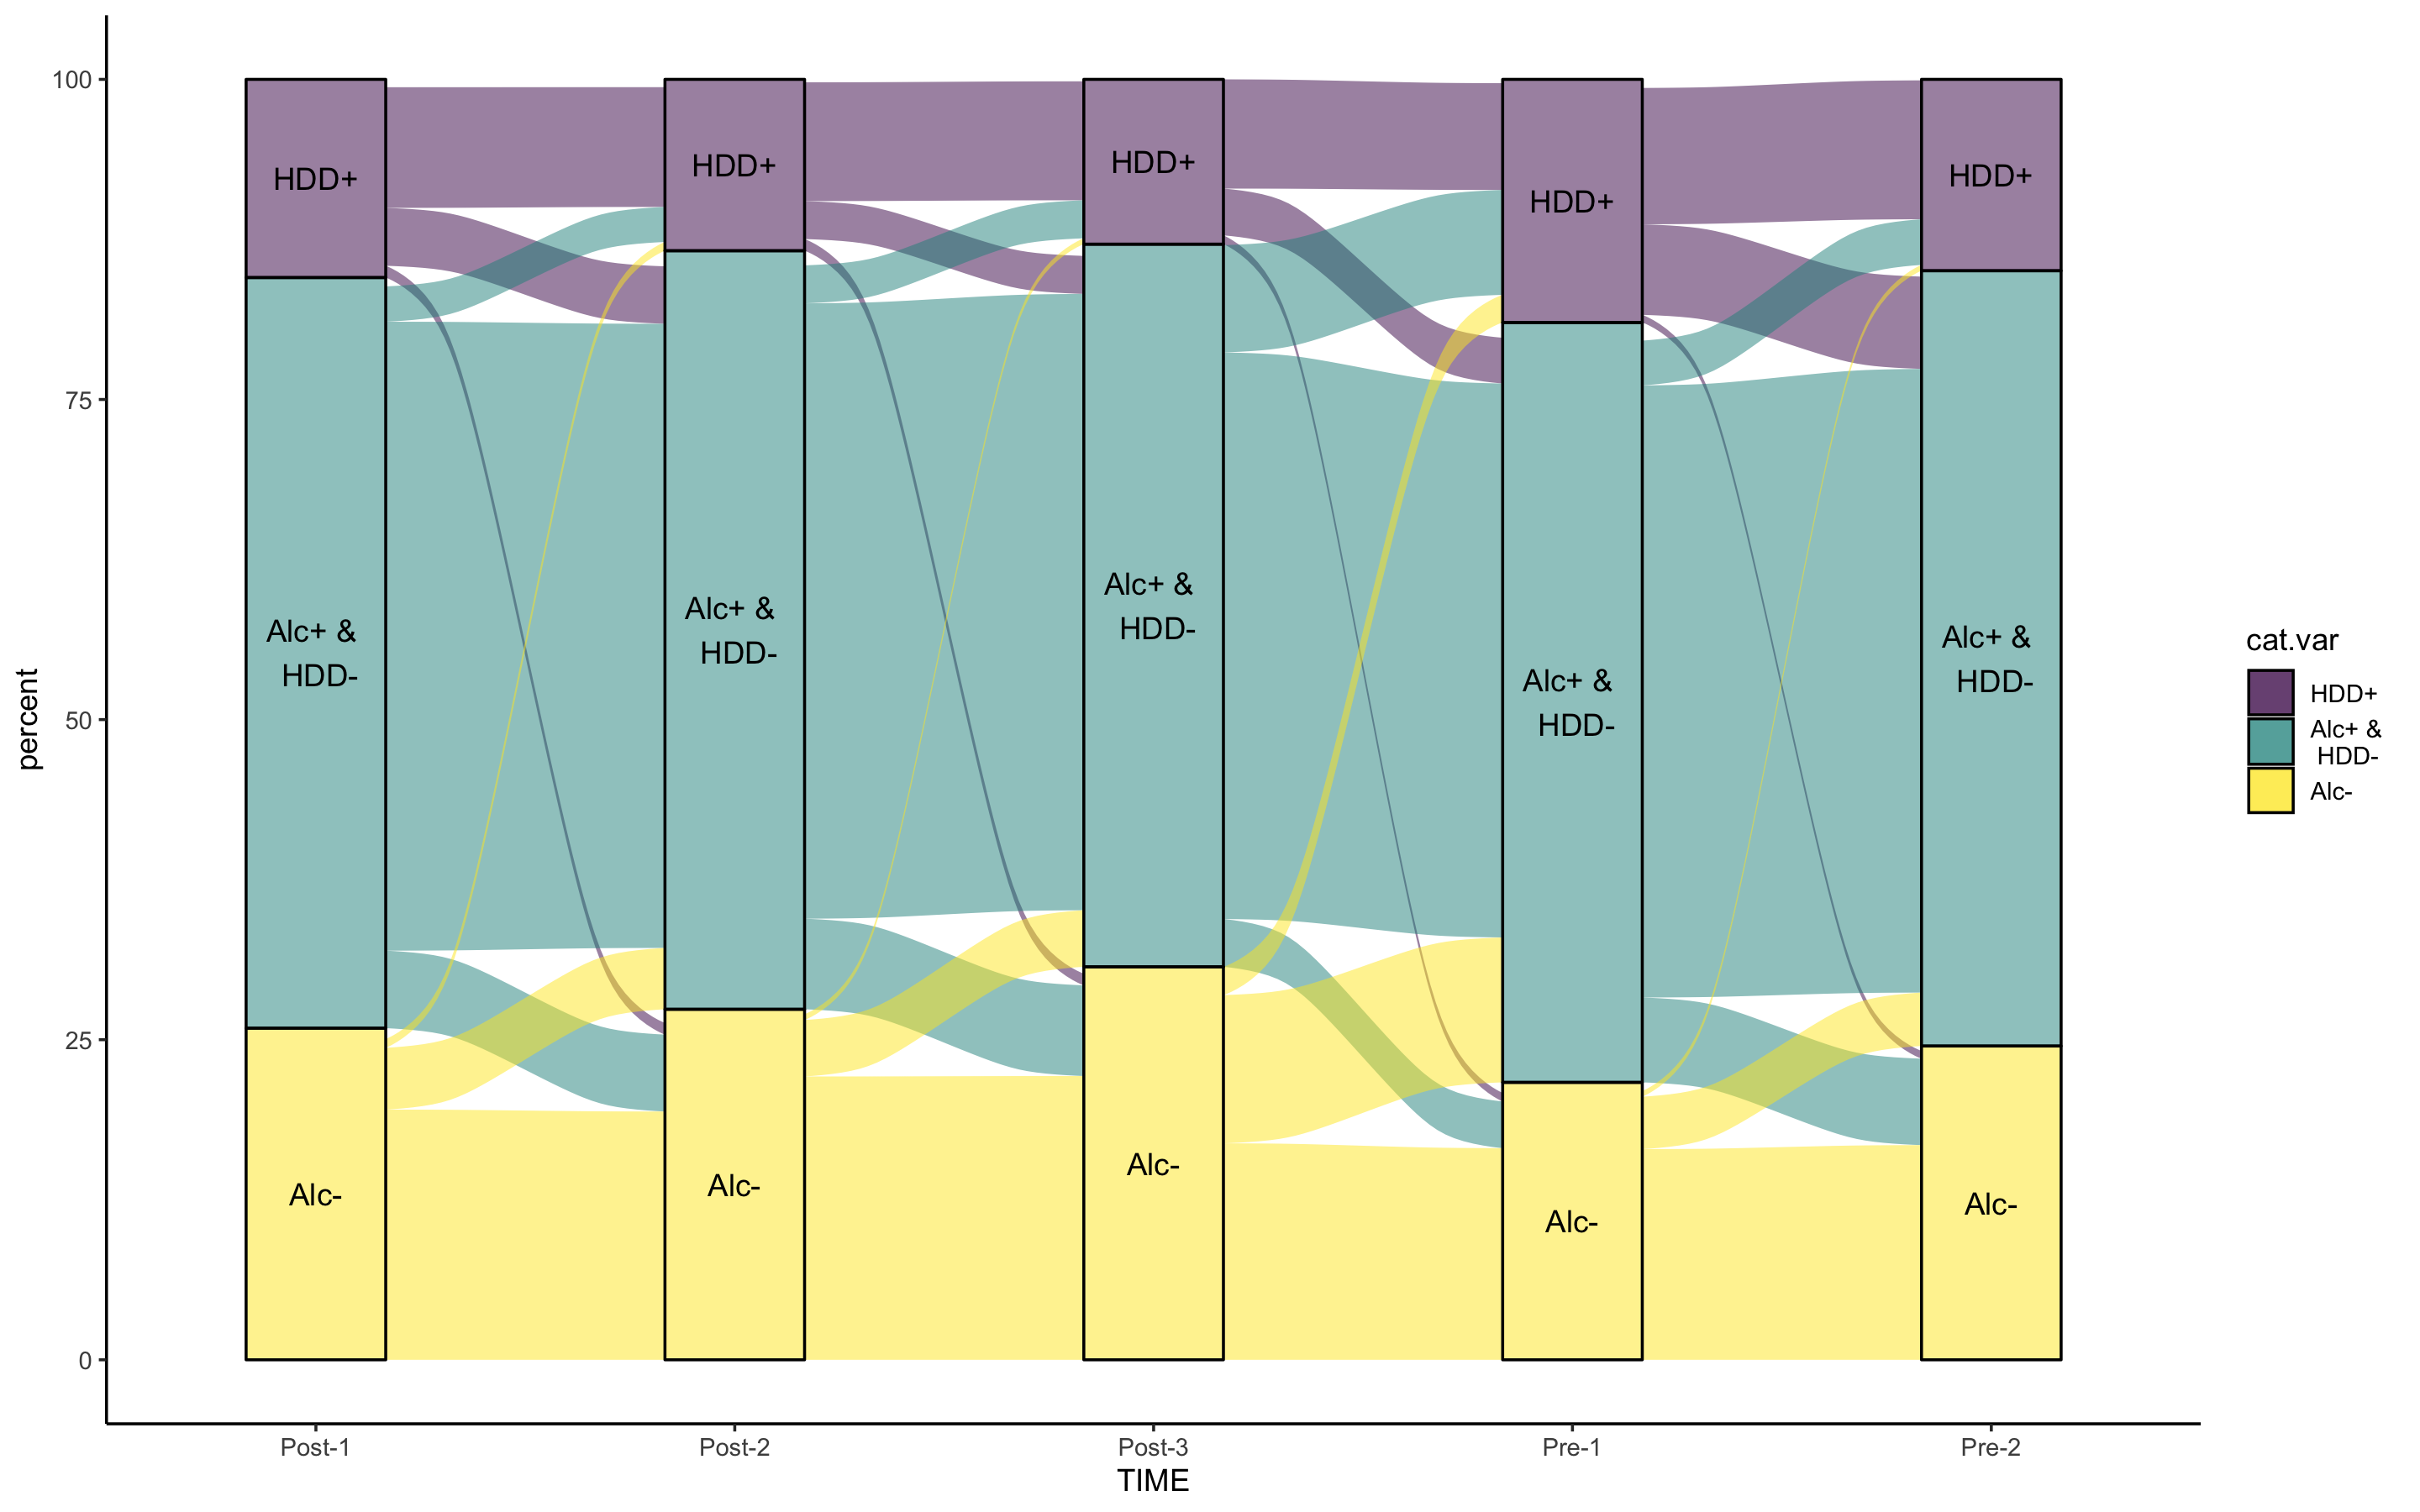 percent
100
75
50
25
0
HDD+
Alc+ &
HDD-
Alc-
HDD+
Alc+ &
HDD-
Alc-
HDD+
Alc+ &
HDD-
Alc-
HDD+
Alc+ &
HDD-
Alc-
HDD+
Alc+ &
HDD-
Alc-
Post-1
Post-2
Post-3
Pre-1
Pre-2
TIME
cat.var
HDD+
Alc+ &
HDD-
Alc-